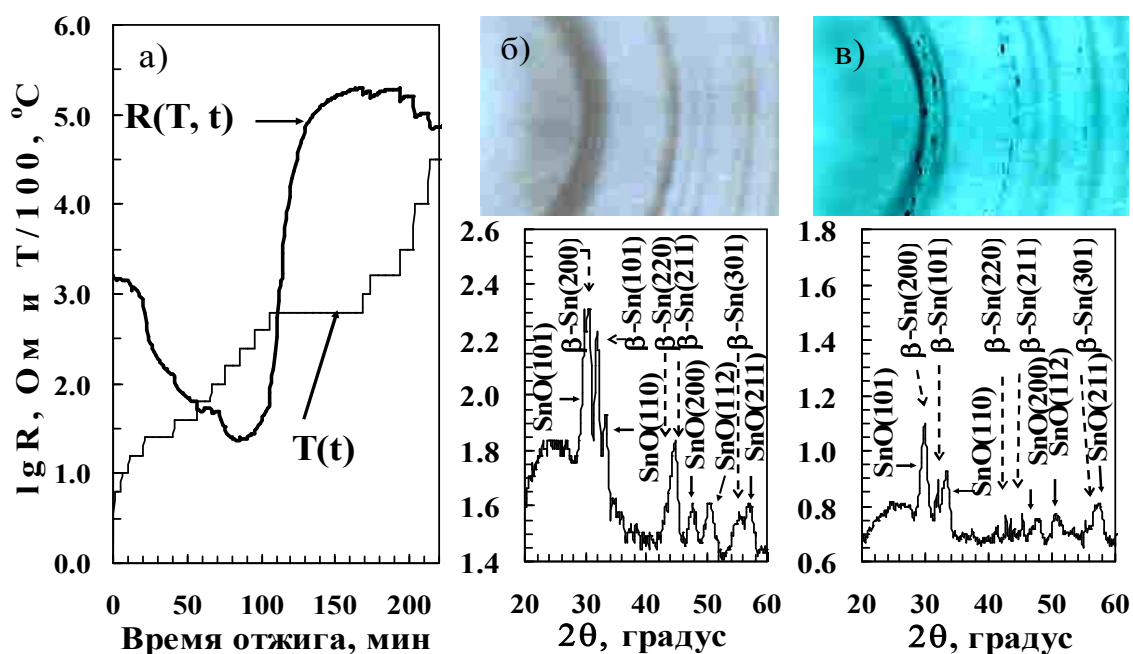 а)
lgR, Ом и T/100, °C
6.0
5.0
4.0
3.0
2.0
1.0
0.0
R(T, t)
T(t)
0
50
100
150
200
Время отжига, мин
б)
2.6
2.4
2.2
2.0
1.8
1.6
1.4
SnO(101)
β-Sn(200)
β-Sn(101)
SnO(110)
β-Sn(220)
β-Sn(211)
SnO(200)
SnO(112)
β-Sn(301)
SnO(211)
20
30
40
50
60
2θ, градус
в)
1.8
1.6
1.4
1.2
1.0
0.8
0.6
SnO(101)
β-Sn(200)
β-Sn(101)
SnO(110)
β-Sn(220)
β-Sn(211)
SnO(200)
SnO(112)
β-Sn(301)
SnO(211)
20
30
40
50
60
2θ, градус